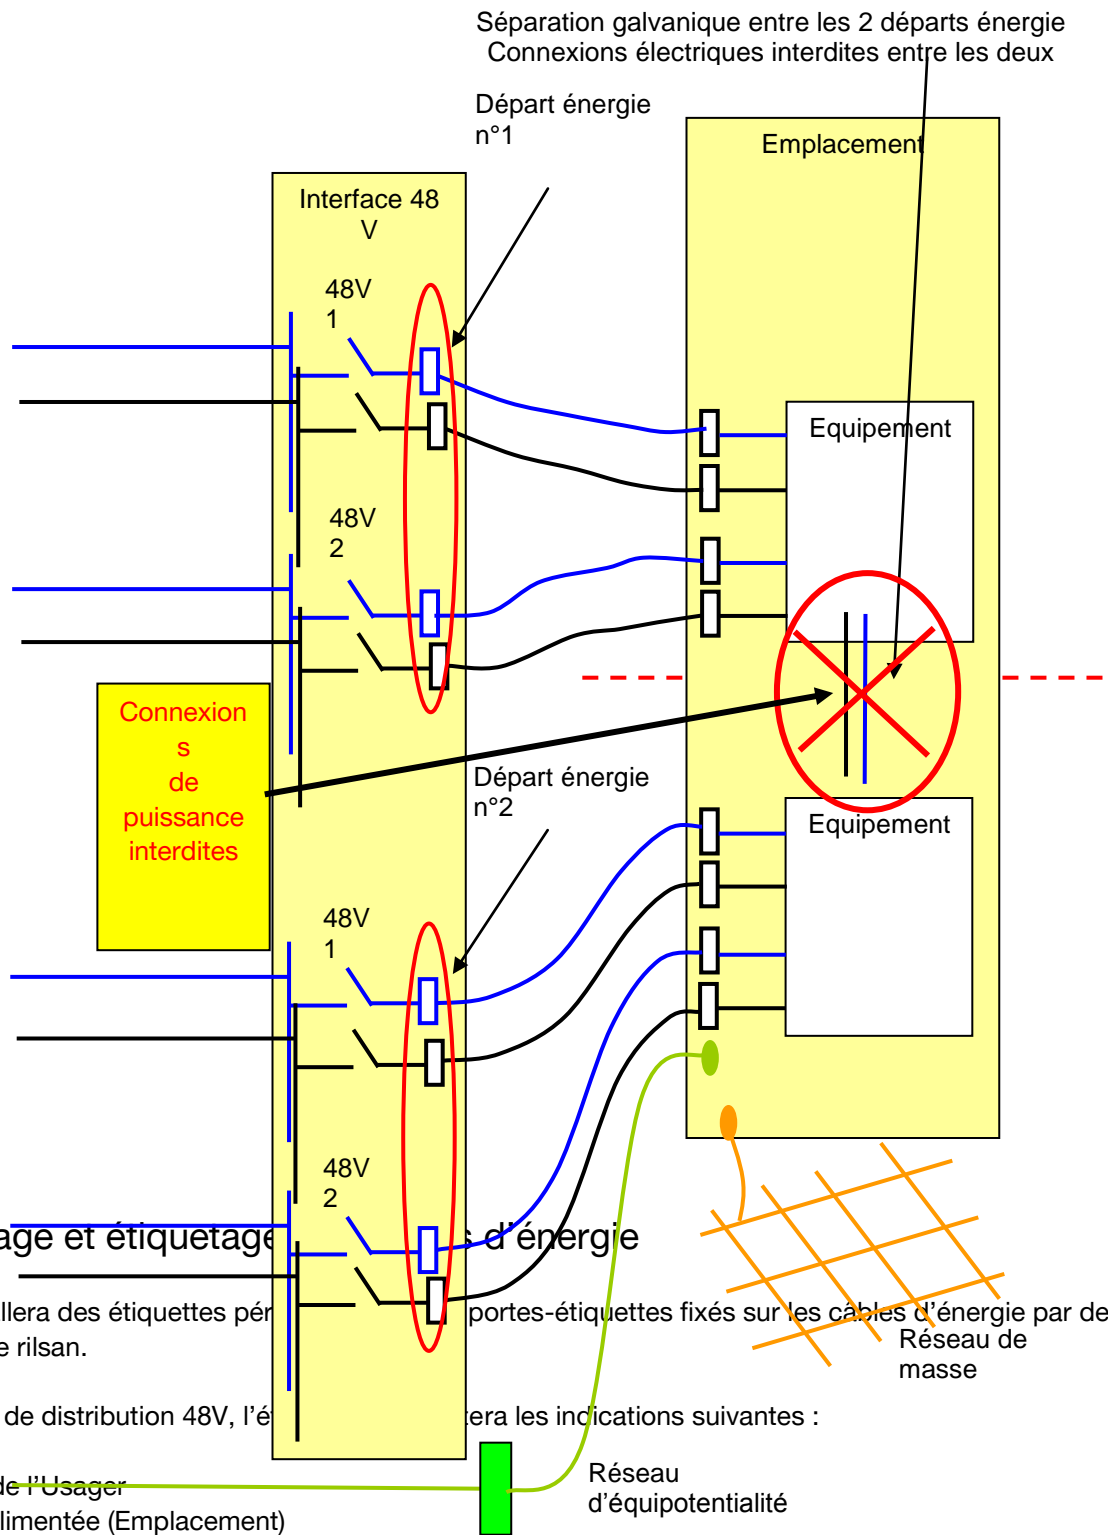 Séparation galvanique entre les 2 départs énergie
Connexions électriques interdites entre les deux
Départ énergie
n°1
Emplacement
Interface 48
V
48V
1
Equipement
48V
2
Connexion
s
de
puissance
interdites
Départ énergie
n°2
Equipement
48V
1
48V
2
age et étiquetage s d'énergie
llera des étiquettes pér portes-étiquettes fixés sur les câbles d'énergie par de
e rilsan.
Réseau de
masse
de distribution 48V, l'é tera les indications suivantes :
de l'Usager
limentée (Emplacement)
Réseau
d'équipotentialité